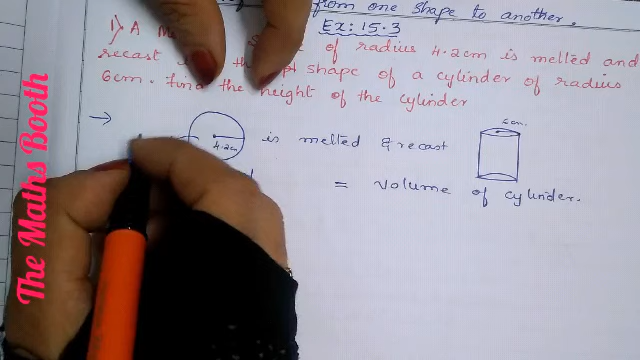 from one shape to another.
Ex: 15.3
1) A of radius 4.2cm is melted and
recast shape of a cylinder of radius
6cm. find the height of the cylinder
→ 4.2cm is melted & recast 6cm.
= volume of cylinder.
The Maths Booth